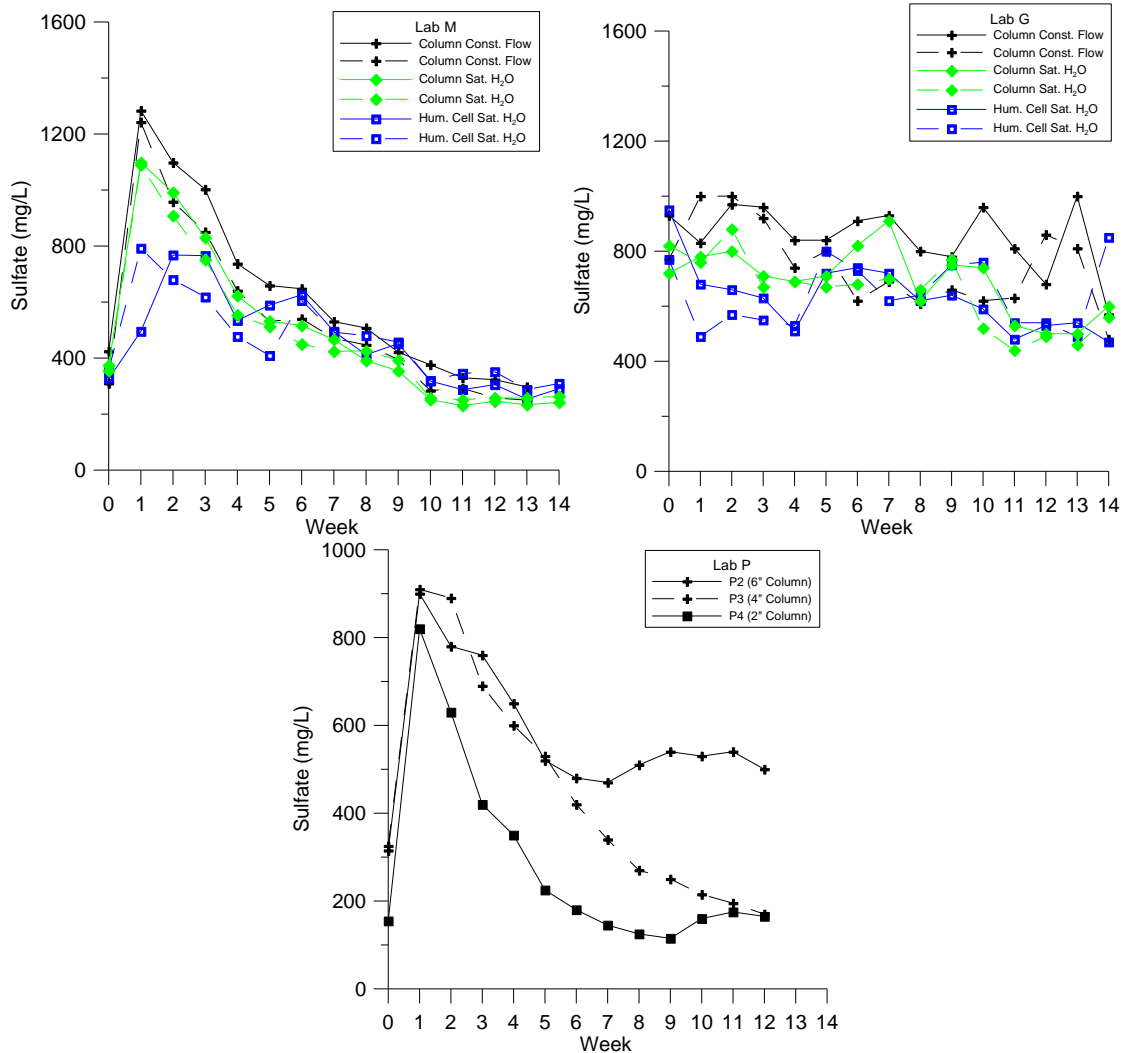 Lab M
Column Const. Flow
Column Const. Flow
Column Sat. H₂O
Column Sat. H₂O
Hum. Cell Sat. H₂O
Hum. Cell Sat. H₂O
1600
1200
800
400
0
Sulfate (mg/L)
0 1 2 3 4 5 6 7 8 9 10 11 12 13 14
Week
Lab G
Column Const. Flow
Column Const. Flow
Column Sat. H₂O
Column Sat. H₂O
Hum. Cell Sat. H₂O
Hum. Cell Sat. H₂O
1600
1200
800
400
0
Sulfate (mg/L)
0 1 2 3 4 5 6 7 8 9 10 11 12 13 14
Week
Lab P
P2 (6" Column)
P3 (4" Column)
P4 (2" Column)
1000
800
600
400
200
0
Sulfate (mg/L)
0 1 2 3 4 5 6 7 8 9 10 11 12 13 14
Week